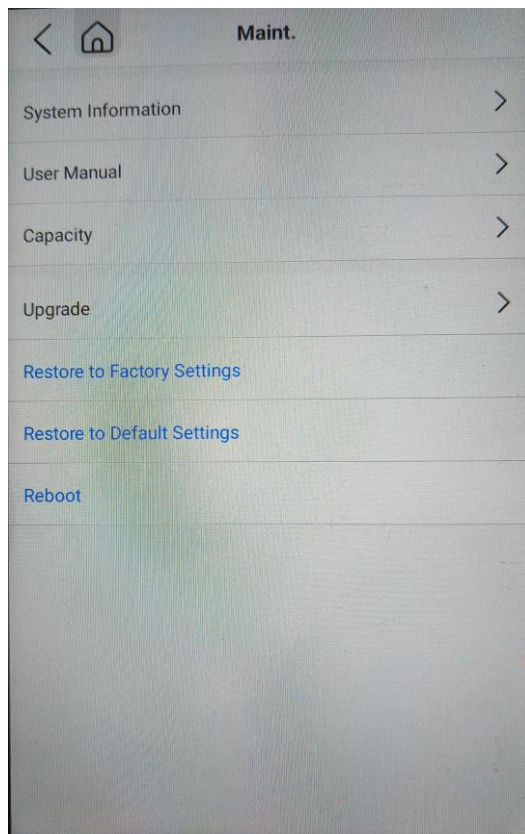 Maint.
System Information
User Manual
Capacity
Upgrade
Restore to Factory Settings
Restore to Default Settings
Reboot